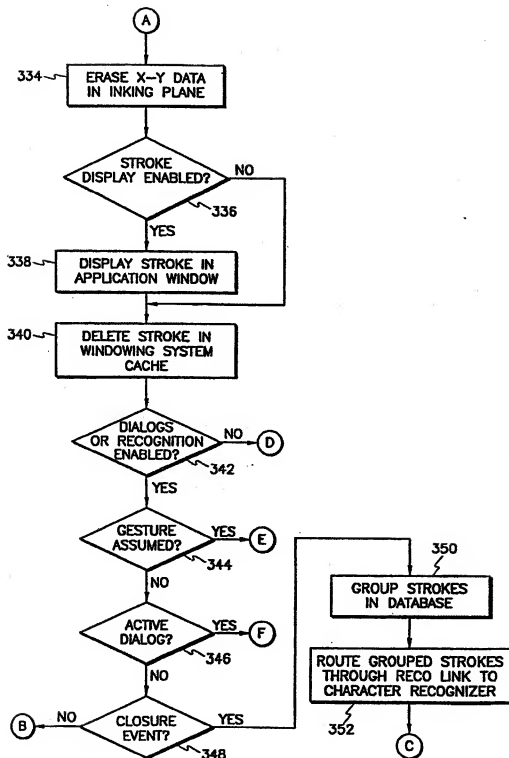 A
334
ERASE X–Y DATA
IN INKING PLANE
STROKE
DISPLAY ENABLED?
NO
336
YES
338
DISPLAY STROKE IN
APPLICATION WINDOW
340
DELETE STROKE IN
WINDOWING SYSTEM
CACHE
DIALOGS
OR RECOGNITION
ENABLED?
NO
D
342
YES
GESTURE
ASSUMED?
YES
E
344
NO
ACTIVE
DIALOG?
YES
F
346
NO
CLOSURE
EVENT?
NO
B
YES
348
350
GROUP STROKES
IN DATABASE
ROUTE GROUPED STROKES
THROUGH RECO LINK TO
CHARACTER RECOGNIZER
352
C